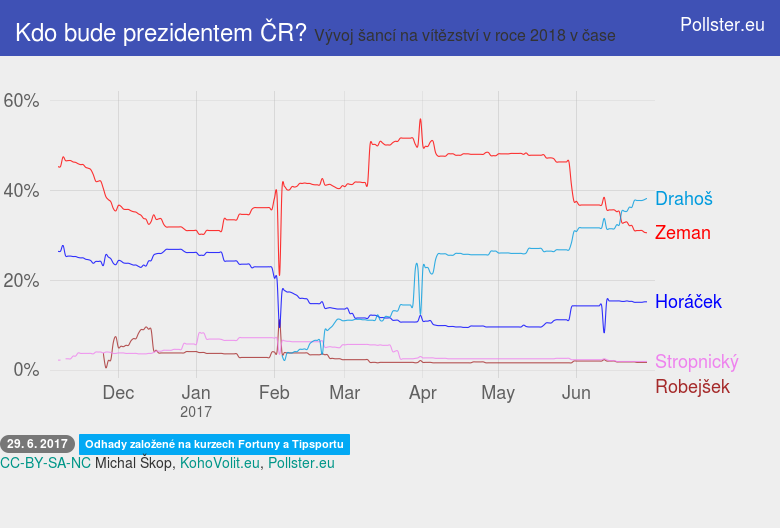 Kdo bude prezidentem ČR? Vývoj šancí na vítězství v roce 2018 v čase
Pollster.eu
60%
40%
20%
0%
Drahoš
Zeman
Horáček
Stropnický
Robejšek
Dec Jan Feb Mar Apr May Jun
2017
29. 6. 2017 Odhady založené na kurzech Fortuny a Tipsportu
CC-BY-SA-NC Michal Škop, KohoVolit.eu, Pollster.eu